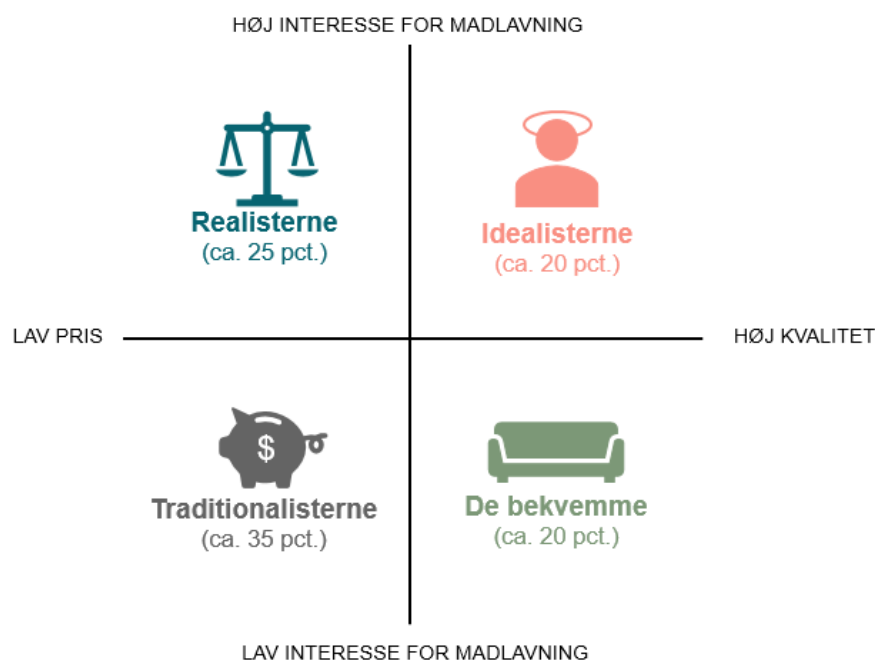 HØJ INTERESSE FOR MADLAVNING
Realisterne
(ca. 25 pct.)
Idealisterne
(ca. 20 pct.)
LAV PRIS
HØJ KVALITET
$
Traditionalisterne
(ca. 35 pct.)
De bekvemme
(ca. 20 pct.)
LAV INTERESSE FOR MADLAVNING